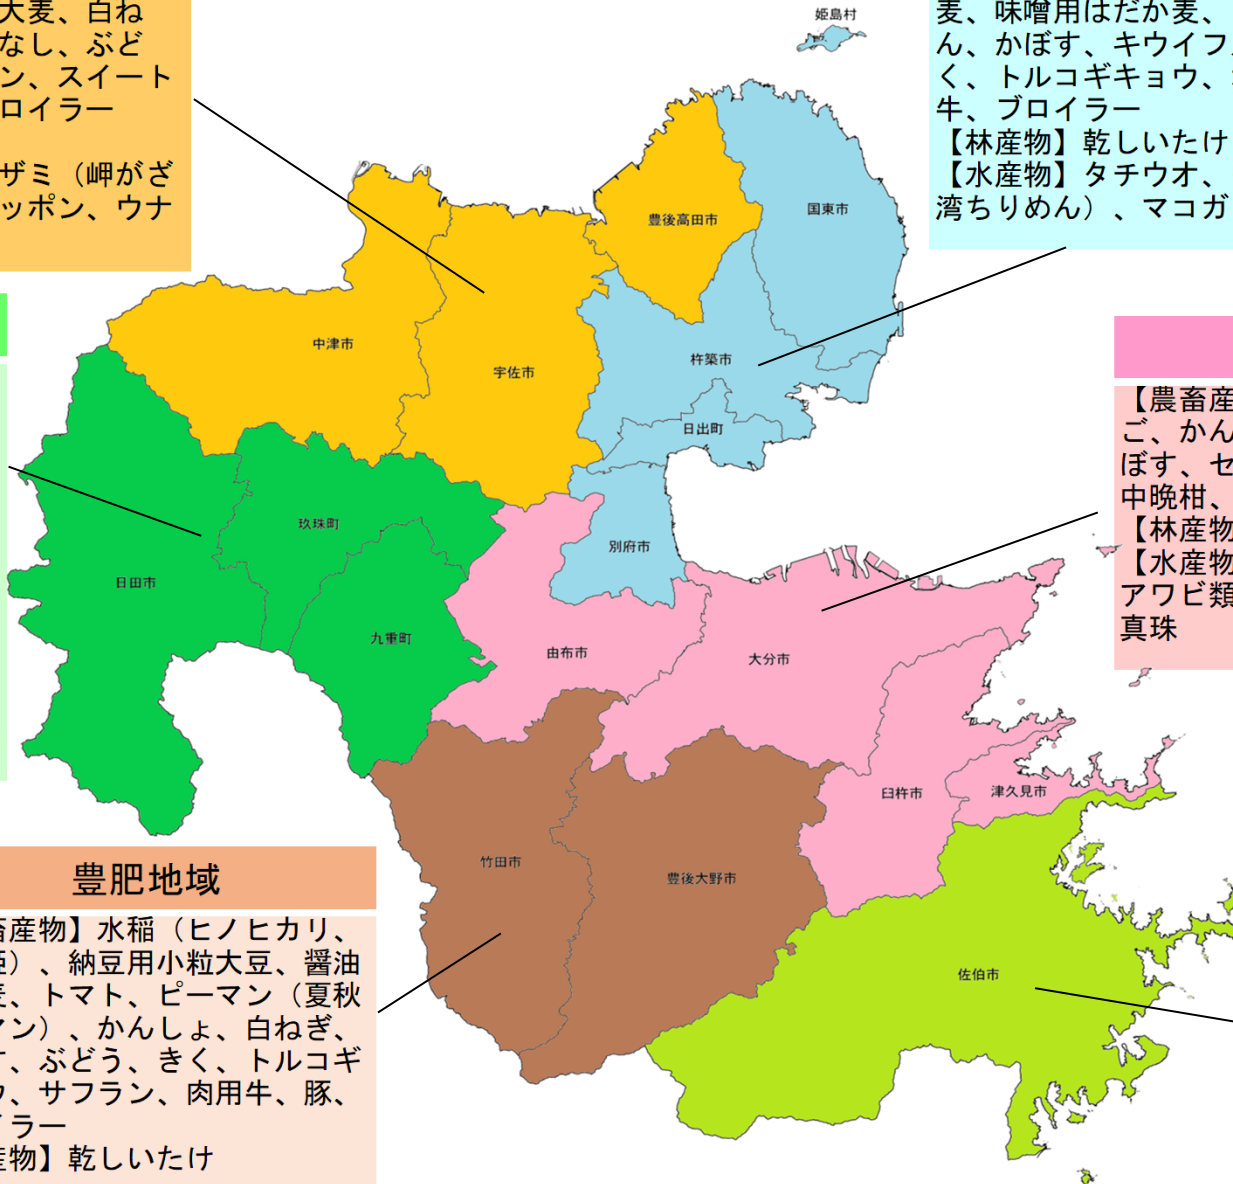 大麦、白ね
なし、ぶど
ン、スイート
ロイラー
ザミ（岬がざ
ッポン、ウナ
姫島村
麦、味噌用はだか麦、
ん、かぼす、キウイフ
く、トルコギキョウ、
牛、ブロイラー
【林産物】乾しいたけ
【水産物】タチウオ、
湾ちりめん）、マコガ
豊後高田市
国東市
中津市
宇佐市
杵築市
日出町
玖珠町
別府市
日田市
九重町
由布市
大分市
臼杵市
津久見市
竹田市
豊後大野市
佐伯市
【農畜産
ご、かん
ぼす、セ
中晩柑、
【林産物
【水産物
アワビ類
真珠
豊肥地域
産物】水稲（ヒノヒカリ、
）、納豆用小粒大豆、醤油
、トマト、ピーマン（夏秋
マン）、かんしょ、白ねぎ、
、ぶどう、きく、トルコギ
、サフラン、肉用牛、豚、
イラー
物】乾しいたけ